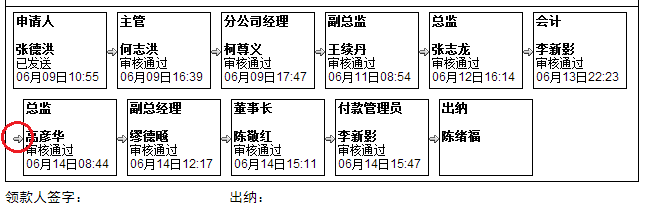 申请人 主管 分公司经理 副总监 总监 会计
张德洪 何志洪 柯尊义 王续丹 张志龙 李新影
已发送 审核通过 审核通过 审核通过 审核通过 审核通过
06月09日10:55 06月09日16:39 06月09日17:47 06月11日08:54 06月12日16:14 06月13日22:23
总监 副总经理 董事长 付款管理员 出纳
高彦华 缪德 陈敬红 李新影 陈绪福
审核通过 审核通过 审核通过 审核通过
06月14日08:44 06月14日12:17 06月14日15:11 06月14日15:47
领款人签字： 出纳：